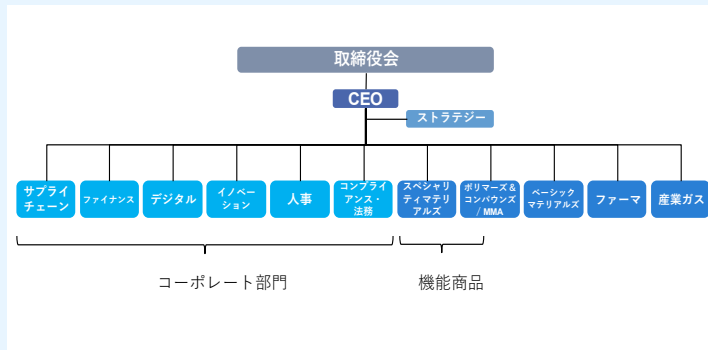 取締役会
CEO
ストラテジー
サプライ
チェーン
ファイナンス
デジタル
イノベー
ション
人事
コンプライ
アンス・
法務
スペシャリ
ティマテリ
アルズ
ポリマーズ&
コンパウンズ
/ MMA
ベーシック
マテリアルズ
ファーマ
産業ガス
コーポレート部門
機能商品